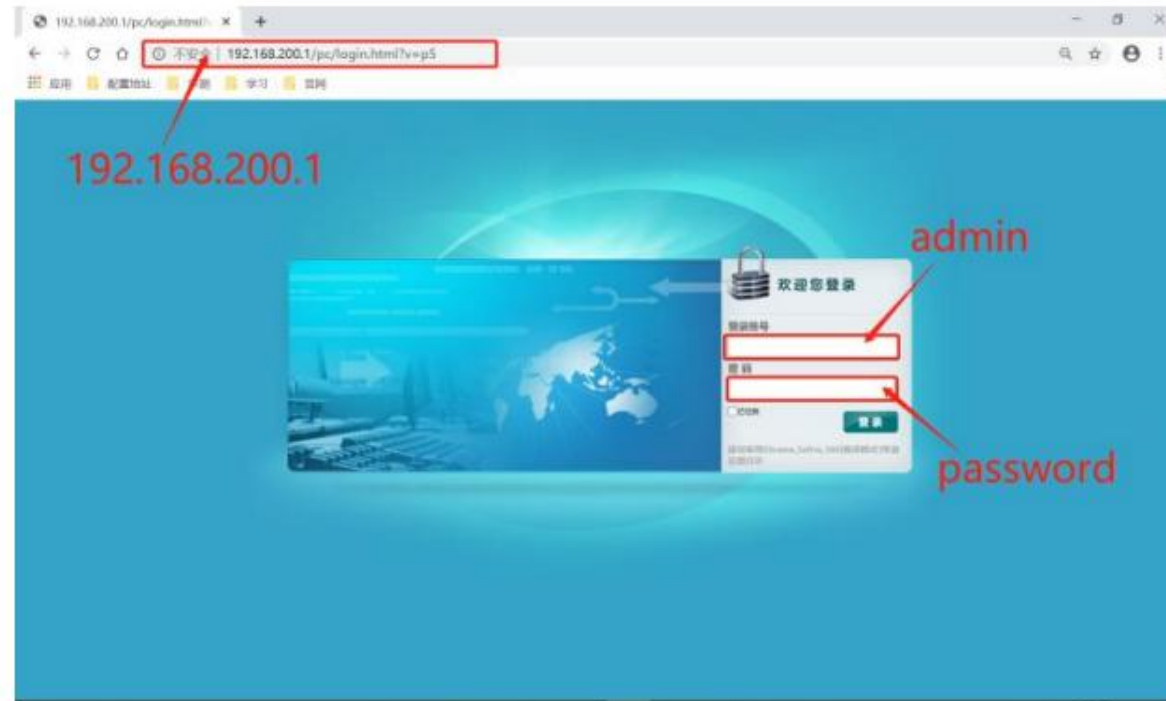 192.168.200.1/pc/login.html
不安全 | 192.168.200.1/pc/login.html?v=p5
应用 配置地址 学习 官网
192.168.200.1
admin
欢迎您登录
登录账号
密 码
登 录
password